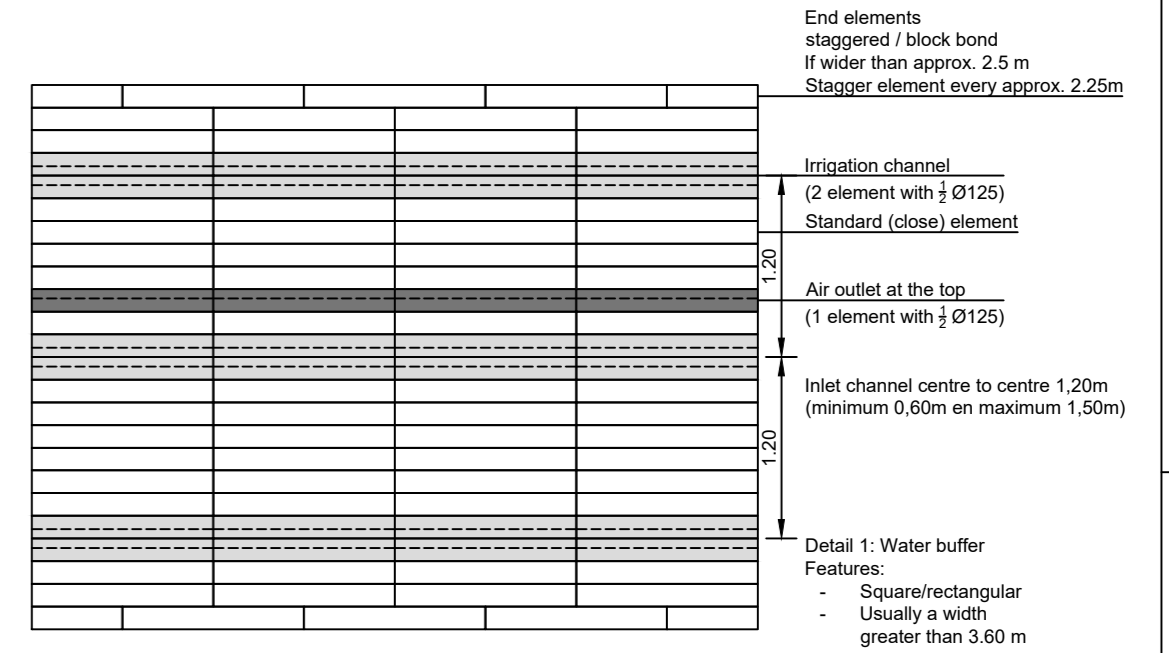 End elements
staggered / block bond
If wider than approx. 2.5 m
Stagger element every approx. 2.25m
Irrigation channel
(2 element with ½ Ø125)
Standard (close) element
1.20
Air outlet at the top
(1 element with ½ Ø125)
Inlet channel centre to centre 1,20m
(minimum 0,60m en maximum 1,50m)
1.20
Detail 1: Water buffer
Features:
- Square/rectangular
- Usually a width
greater than 3.60 m